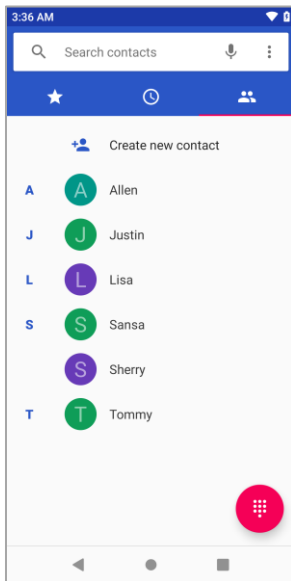 3:36 AM
Search contacts
Create new contact
A A Allen
J J Justin
L L Lisa
S S Sansa
S Sherry
T T Tommy